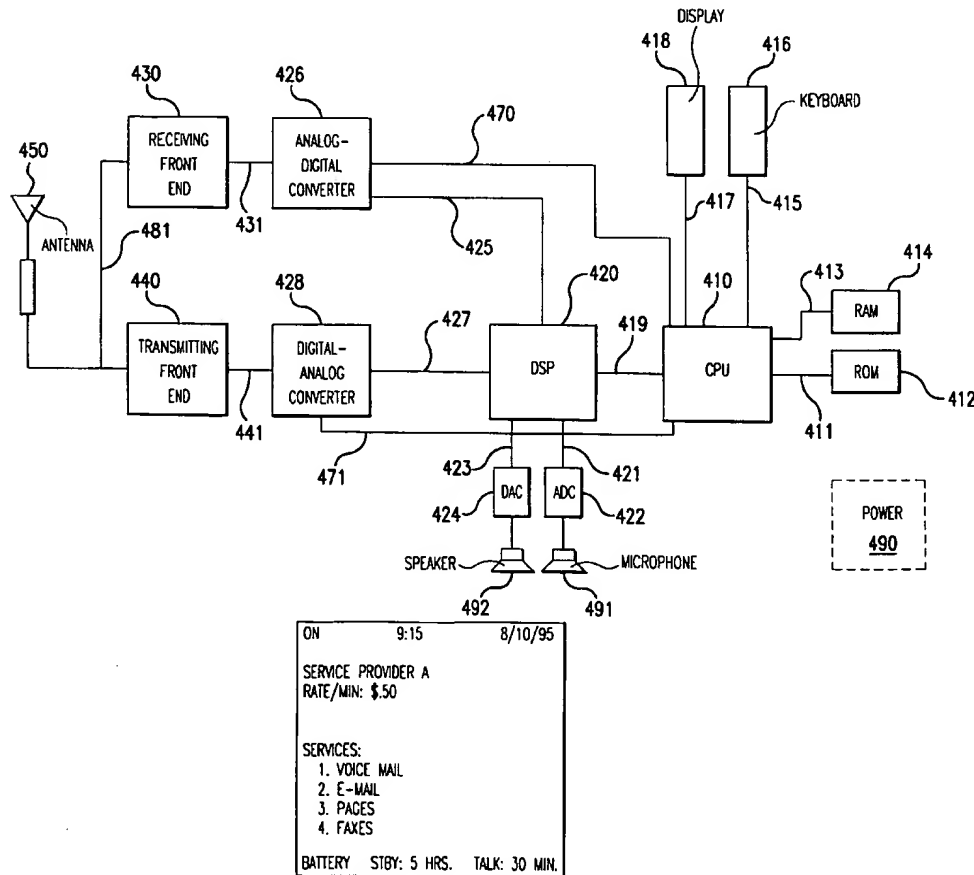 DISPLAY
418
416
430
426
KEYBOARD
470
RECEIVING
FRONT
END
ANALOG-
DIGITAL
CONVERTER
450
431
417
415
425
ANTENNA
481
413
414
440
428
420
410
RAM
427
419
TRANSMITTING
FRONT
END
DIGITAL-
ANALOG
CONVERTER
DSP
CPU
ROM
412
441
411
471
423
421
DAC
ADC
424
422
POWER
490
SPEAKER
MICROPHONE
492
491
ON 9:15 8/10/95
SERVICE PROVIDER A
RATE/MIN: $.50
SERVICES:
1. VOICE MAIL
2. E-MAIL
3. PAGES
4. FAXES
BATTERY STBY: 5 HRS. TALK: 30 MIN.